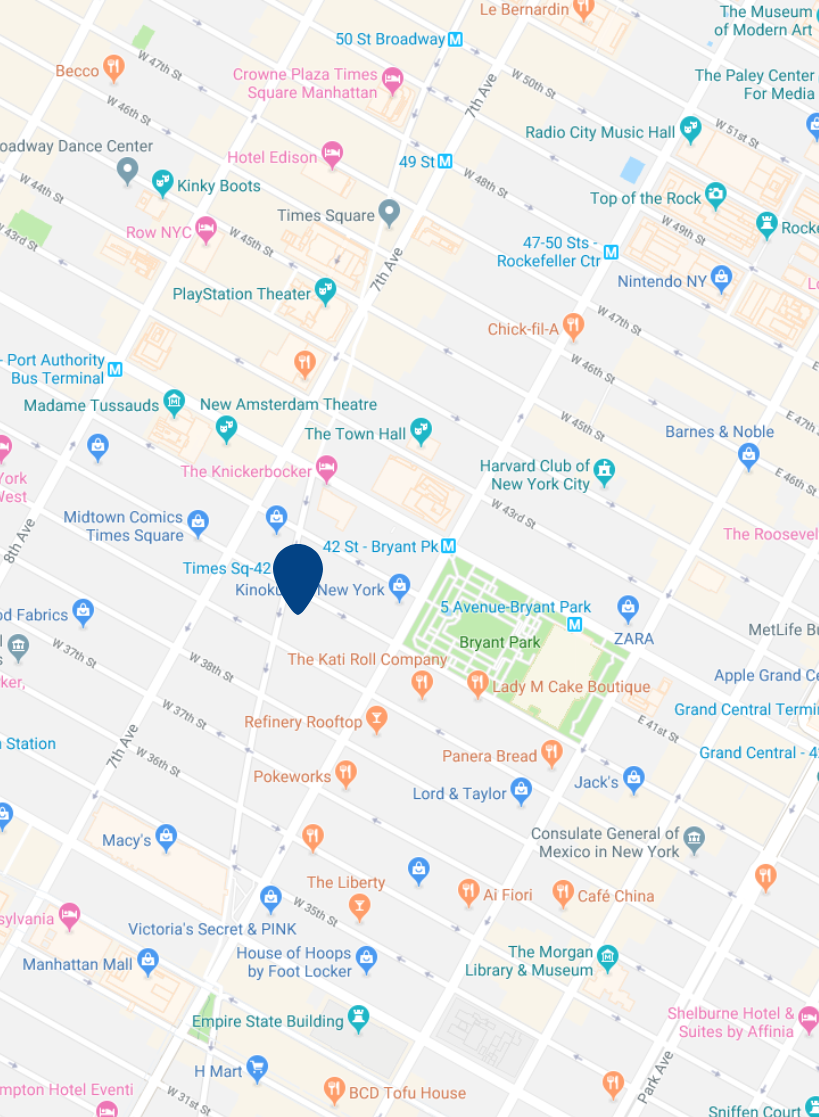 Le Bernardin
The Museum
of Modern Art
50 St Broadway
W 47th St
Becco
Crowne Plaza Times
Square Manhattan
7th Ave
W 50th St
The Paley Center
For Media
W 46th St
Radio City Music Hall
W 51st St
oadway Dance Center
Hotel Edison
49 St
W 48th St
W 44th St
Kinky Boots
Top of the Rock
Times Square
W 49th St
Rocke
43rd St
Row NYC
W 45th St
47-50 Sts -
Rockefeller Ctr
7th Ave
Nintendo NY
PlayStation Theater
W 47th St
Chick-fil-A
- Port Authority
Bus Terminal
W 46th St
Madame Tussauds
New Amsterdam Theatre
W 45th St
E 47th
The Town Hall
Barnes & Noble
The Knickerbocker
Harvard Club of
New York City
E 46th St
York
West
W 43rd St
Midtown Comics
Times Square
8th Ave
The Roosevel
42 St - Bryant Pk
Times Sq-42
Kinoku
New York
5 Avenue-Bryant Park
d Fabrics
ZARA
MetLife Bu
Bryant Park
W 37th St
W 38th St
The Kati Roll Company
Apple Grand Ce
ker,
Lady M Cake Boutique
Grand Central Termi
W 37th St
Refinery Rooftop
E 41st St
Station
7th Ave
W 36th St
Panera Bread
Grand Central - 4
Pokeworks
Jack's
Lord & Taylor
Macy's
Consulate General of
Mexico in New York
The Liberty
Ai Fiori
Café China
W 35th St
sylvania
Victoria's Secret & PINK
Manhattan Mall
House of Hoops
by Foot Locker
The Morgan
Library & Museum
Empire State Building
Shelburne Hotel &
Suites by Affinia
H Mart
Park Ave
BCD Tofu House
mpton Hotel Eventi
W 31st St
Sniffen Court